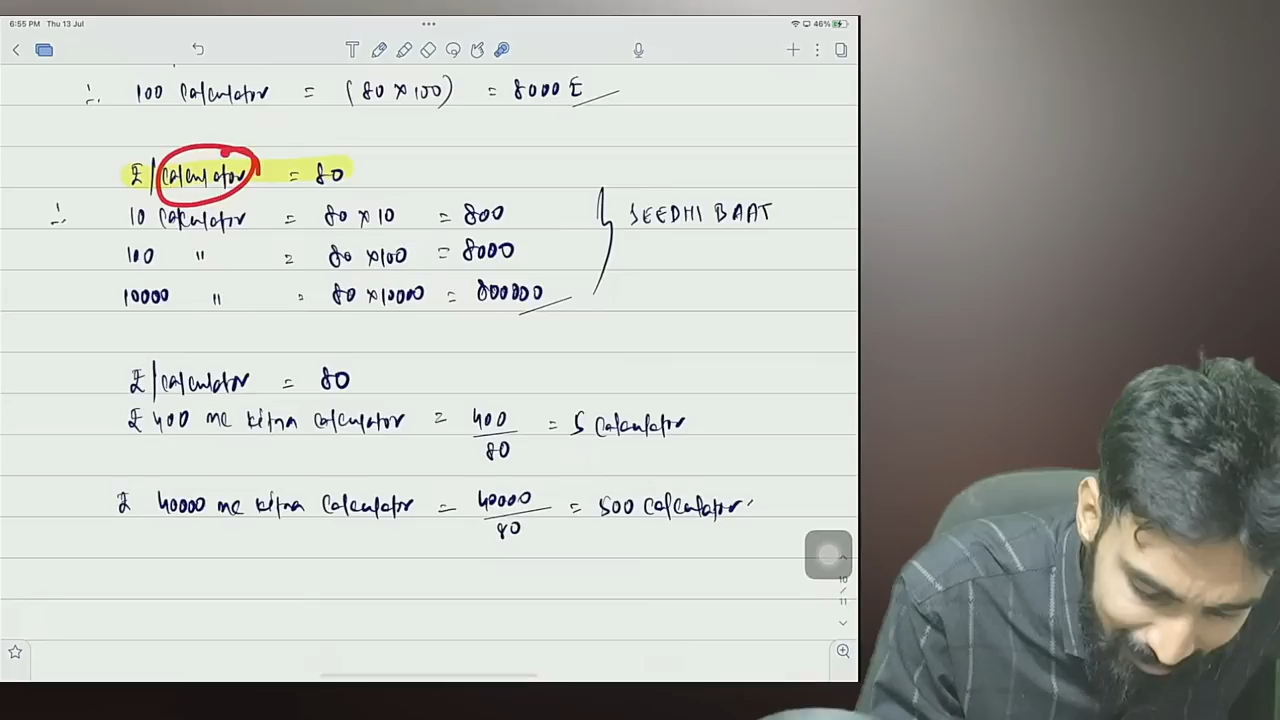 6:55 PM Thu 13 Jul
46%
∴ 100 Calculator = (80 × 100) = 8000 £
₹/Calculator = 80
∴ 10 Calculator = 80 × 10 = 800
100 " = 80 × 100 = 8000
10000 " = 80 × 10000 = 800000
SEEDHI BAAT
₹/Calculator = 80
₹ 400 me kitna Calculator = 400/80 = 5 Calculator
₹ 40000 me kitna Calculator = 40000/80 = 500 Calculator
10
/
11